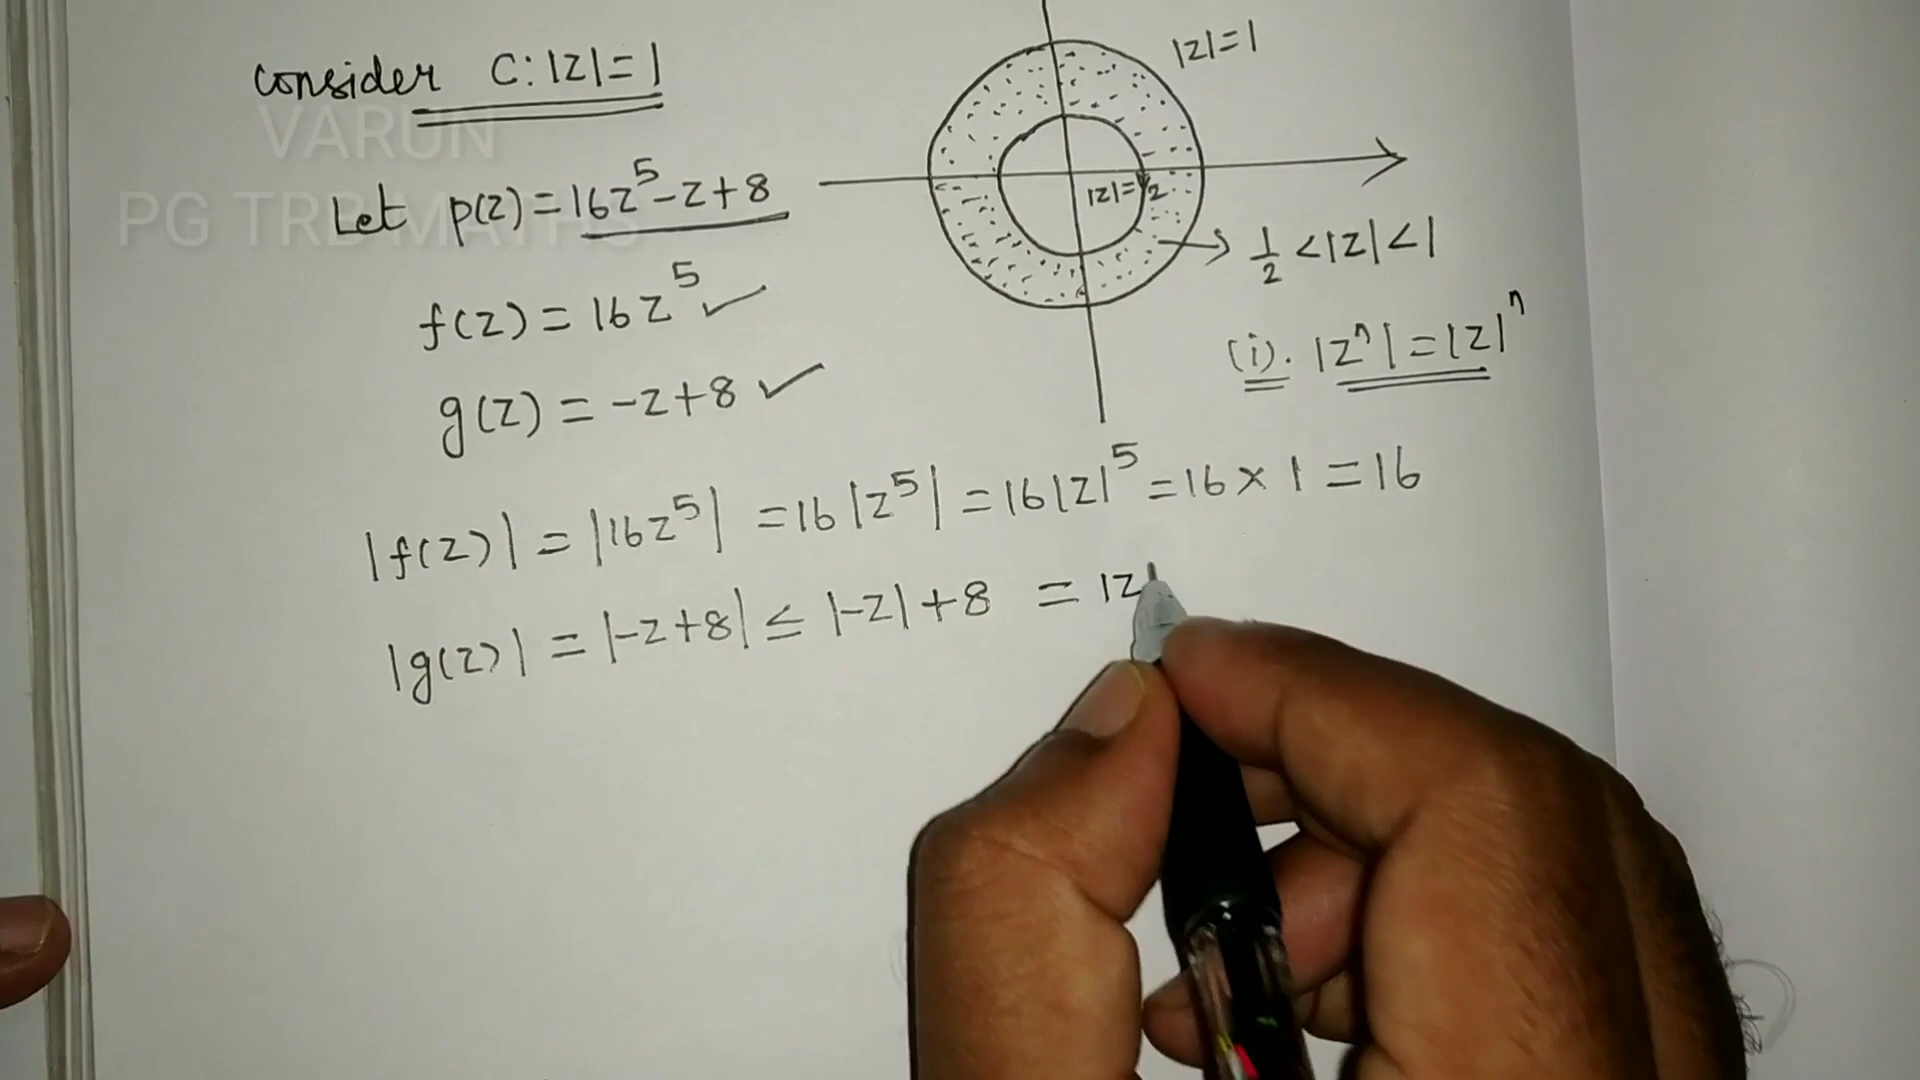 consider C: |z| = 1
VARUN
PG TRB MATHS
Let p(z) = 16z⁵ - z + 8
f(z) = 16z⁵ ✓
g(z) = -z + 8 ✓
|z| = 1
|z| = 1/2
1/2 < |z| < 1
(i). |zⁿ| = |z|ⁿ
|f(z)| = |16z⁵| = 16|z⁵| = 16|z|⁵ = 16 × 1 = 16
|g(z)| = |-z+8| ≤ |-z| + 8 = |z|